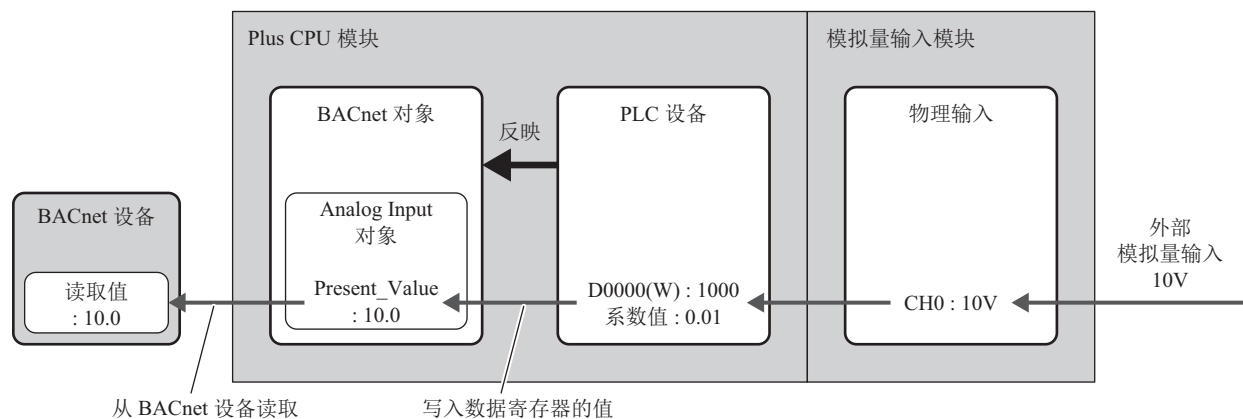 Plus CPU 模块
模拟量输入模块
BACnet 对象
PLC 设备
物理输入
反映
BACnet 设备
Analog Input
对象
外部
模拟量输入
10V
读取值
: 10.0
Present_Value
: 10.0
D0000(W) : 1000
系数值 : 0.01
CH0 : 10V
从 BACnet 设备读取
写入数据寄存器的值